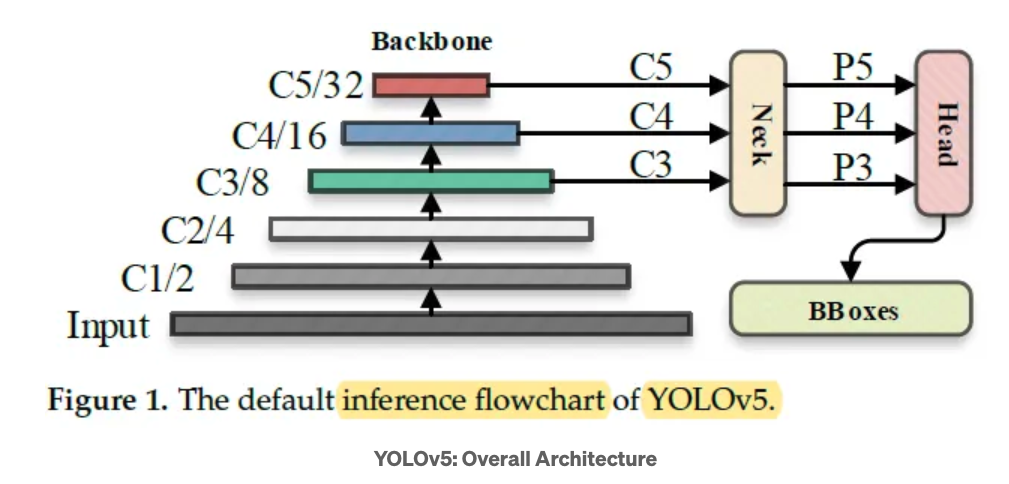 Backbone
C5/32
C5
P5
C4/16
C4
P4
C3/8
C3
P3
Neck
Head
C2/4
C1/2
Input
BBoxes
Figure 1. The default inference flowchart of YOLOv5.
YOLOv5: Overall Architecture